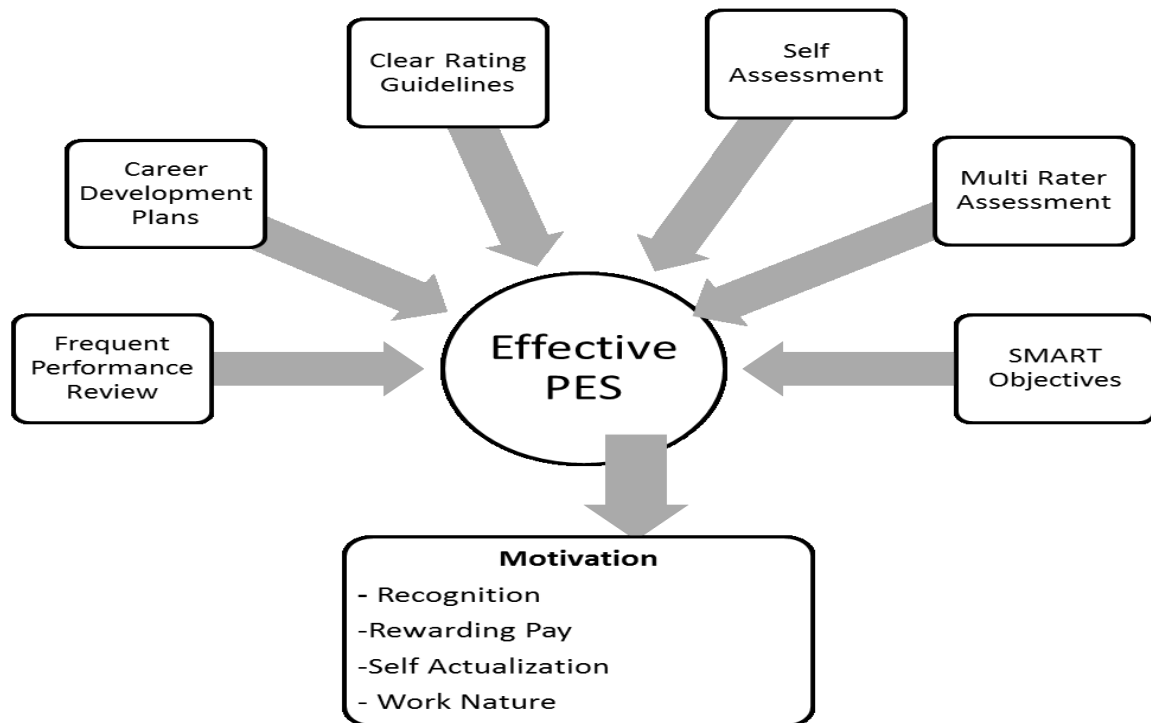 Clear Rating
Guidelines
Self
Assessment
Career
Development
Plans
Multi Rater
Assessment
Frequent
Performance
Review
Effective
PES
SMART
Objectives
Motivation
- Recognition
-Rewarding Pay
-Self Actualization
- Work Nature